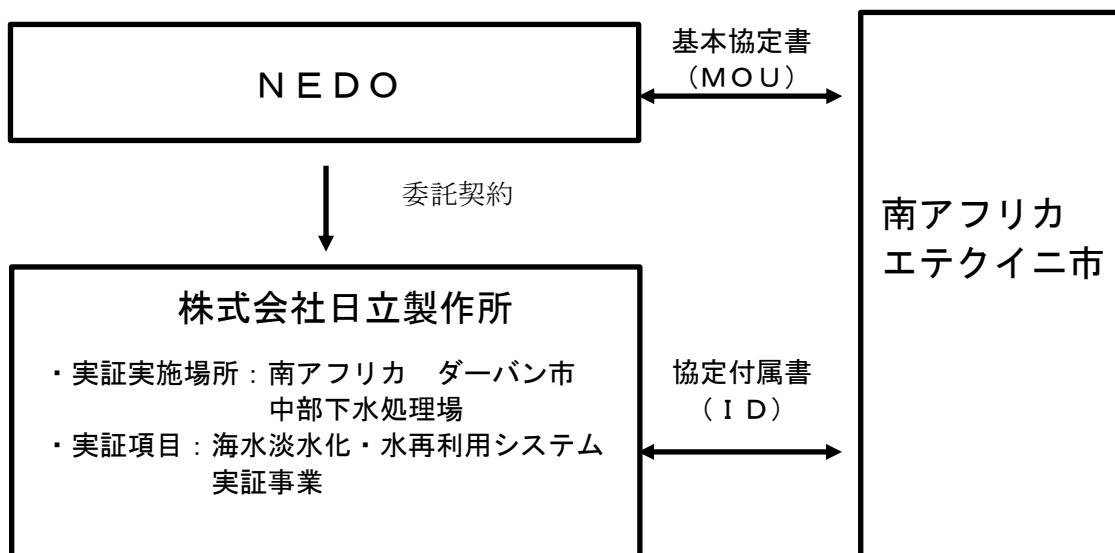 NEDO
基本協定書
(MOU)
委託契約
南アフリカ
エテクイニ市
株式会社日立製作所
・実証実施場所：南アフリカ　ダーバン市
中部下水処理場
・実証項目：海水淡水化・水再利用システム
実証事業
協定付属書
(ID)